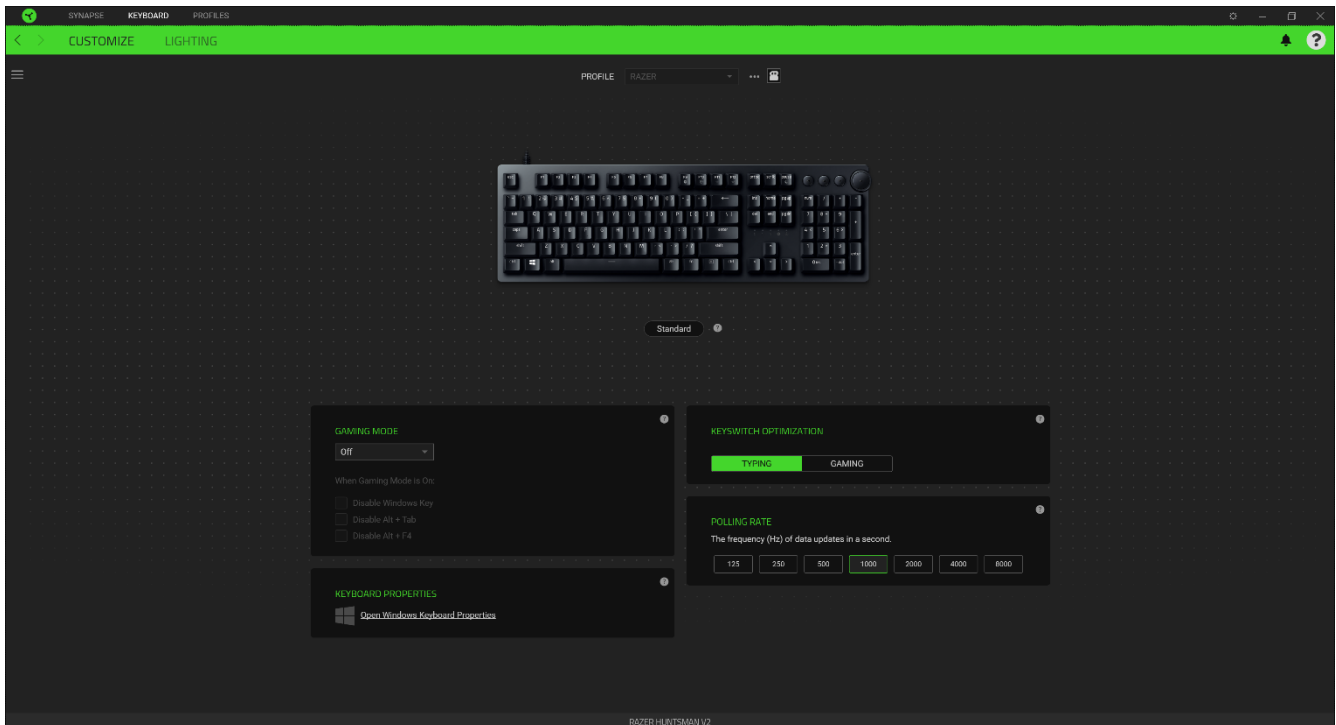 SYNAPSE KEYBOARD PROFILES
CUSTOMIZE LIGHTING
PROFILE RAZER
Standard
GAMING MODE
Off
When Gaming Mode is On:
Disable Windows Key
Disable Alt + Tab
Disable Alt + F4
KEYBOARD PROPERTIES
Open Windows Keyboard Properties
KEYSWITCH OPTIMIZATION
TYPING GAMING
POLLING RATE
The frequency (Hz) of data updates in a second.
125 250 500 1000 2000 4000 8000
RAZER HUNTSMAN V2